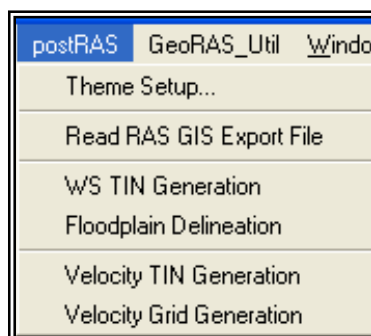 postRAS GeoRAS_Util Windo
Theme Setup...
Read RAS GIS Export File
WS TIN Generation
Floodplain Delineation
Velocity TIN Generation
Velocity Grid Generation